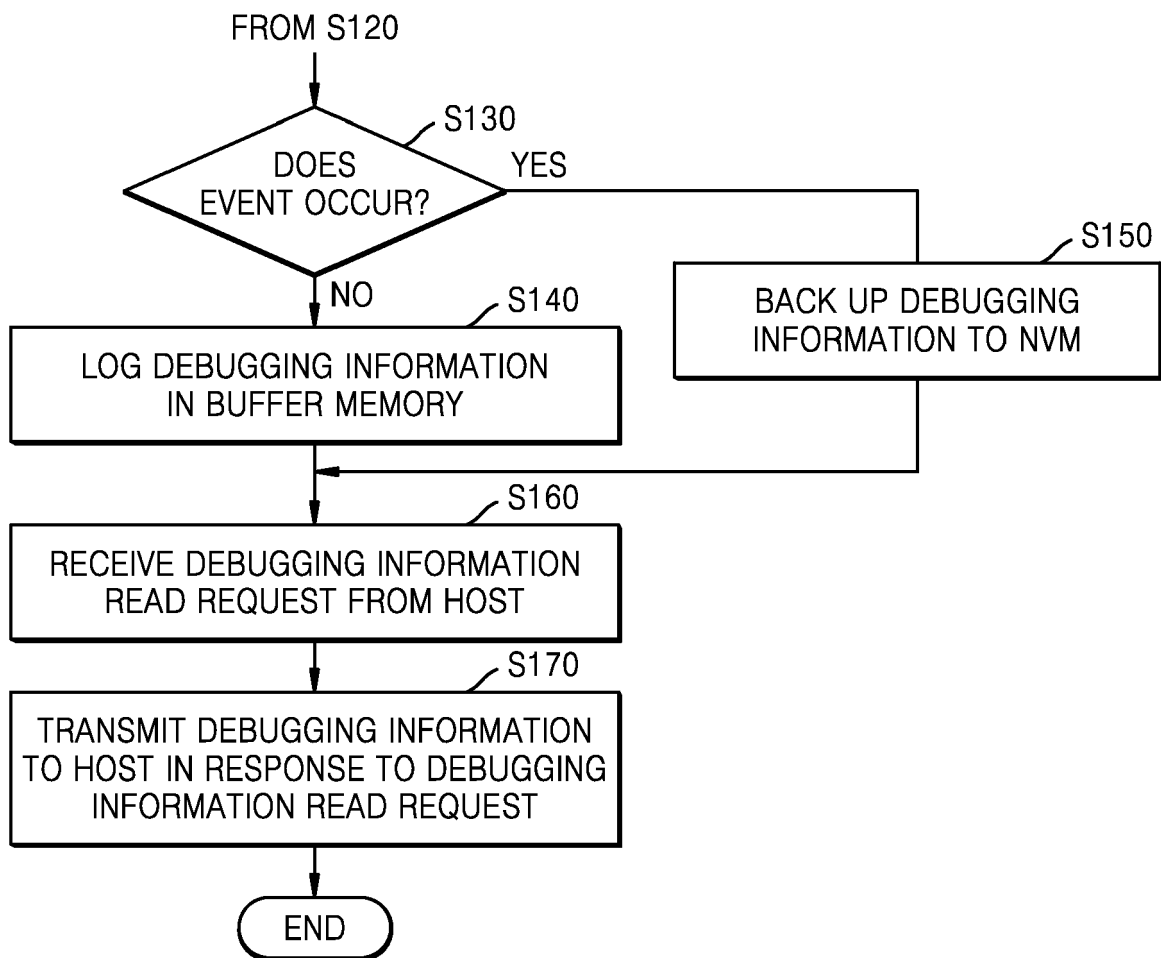 FROM S120
S130
DOES
EVENT OCCUR?
YES
NO
S140
LOG DEBUGGING INFORMATION
IN BUFFER MEMORY
S150
BACK UP DEBUGGING
INFORMATION TO NVM
S160
RECEIVE DEBUGGING INFORMATION
READ REQUEST FROM HOST
S170
TRANSMIT DEBUGGING INFORMATION
TO HOST IN RESPONSE TO DEBUGGING
INFORMATION READ REQUEST
END